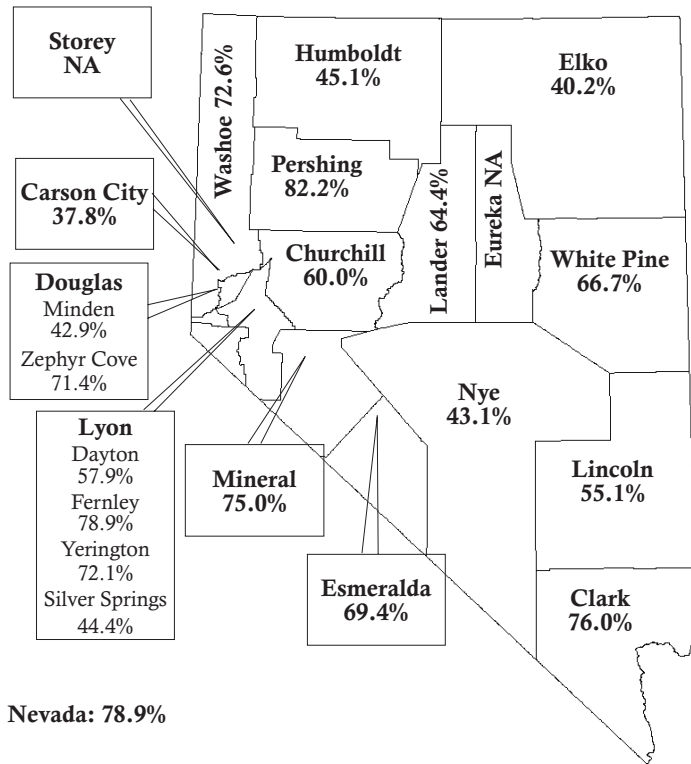 Storey
NA
Washoe 72.6%
Humboldt
45.1%
Elko
40.2%
Carson City
37.8%
Pershing
82.2%
Lander 64.4%
Eureka NA
Churchill
60.0%
White Pine
66.7%
Douglas
Minden
42.9%
Zephyr Cove
71.4%
Nye
43.1%
Lyon
Dayton
57.9%
Fernley
78.9%
Yerington
72.1%
Silver Springs
44.4%
Mineral
75.0%
Lincoln
55.1%
Esmeralda
69.4%
Clark
76.0%
Nevada: 78.9%